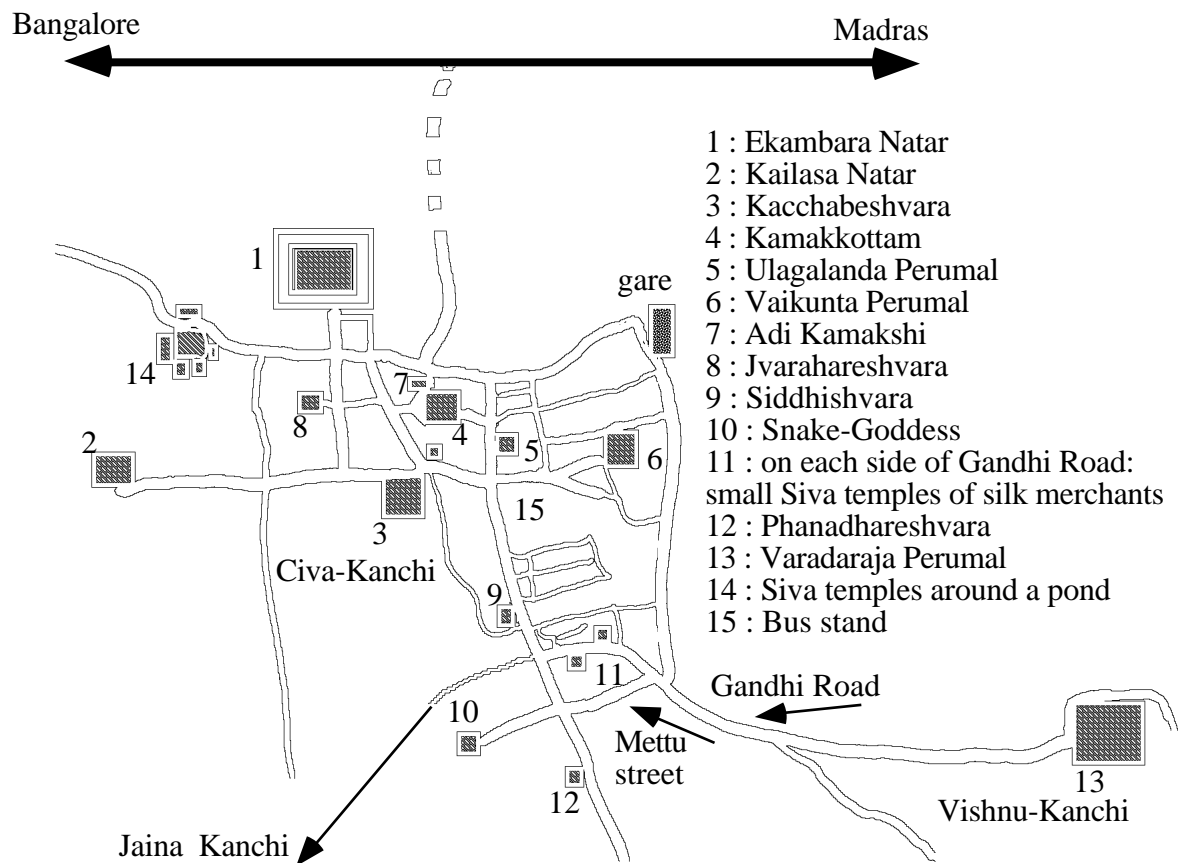 Bangalore
Madras
1 : Ekambara Natar
2 : Kailasa Natar
3 : Kacchabeshvara
4 : Kamakkottam
5 : Ulagalanda Perumal
6 : Vaikunta Perumal
7 : Adi Kamakshi
8 : Jvarahareshvara
9 : Siddhishvara
10 : Snake-Goddess
11 : on each side of Gandhi Road:
small Siva temples of silk merchants
12 : Phanadhareshvara
13 : Varadaraja Perumal
14 : Siva temples around a pond
15 : Bus stand
1
gare
14
7
8
4
5
6
2
15
3
Civa-Kanchi
9
11
Gandhi Road
10
Mettu
street
12
13
Vishnu-Kanchi
Jaina Kanchi